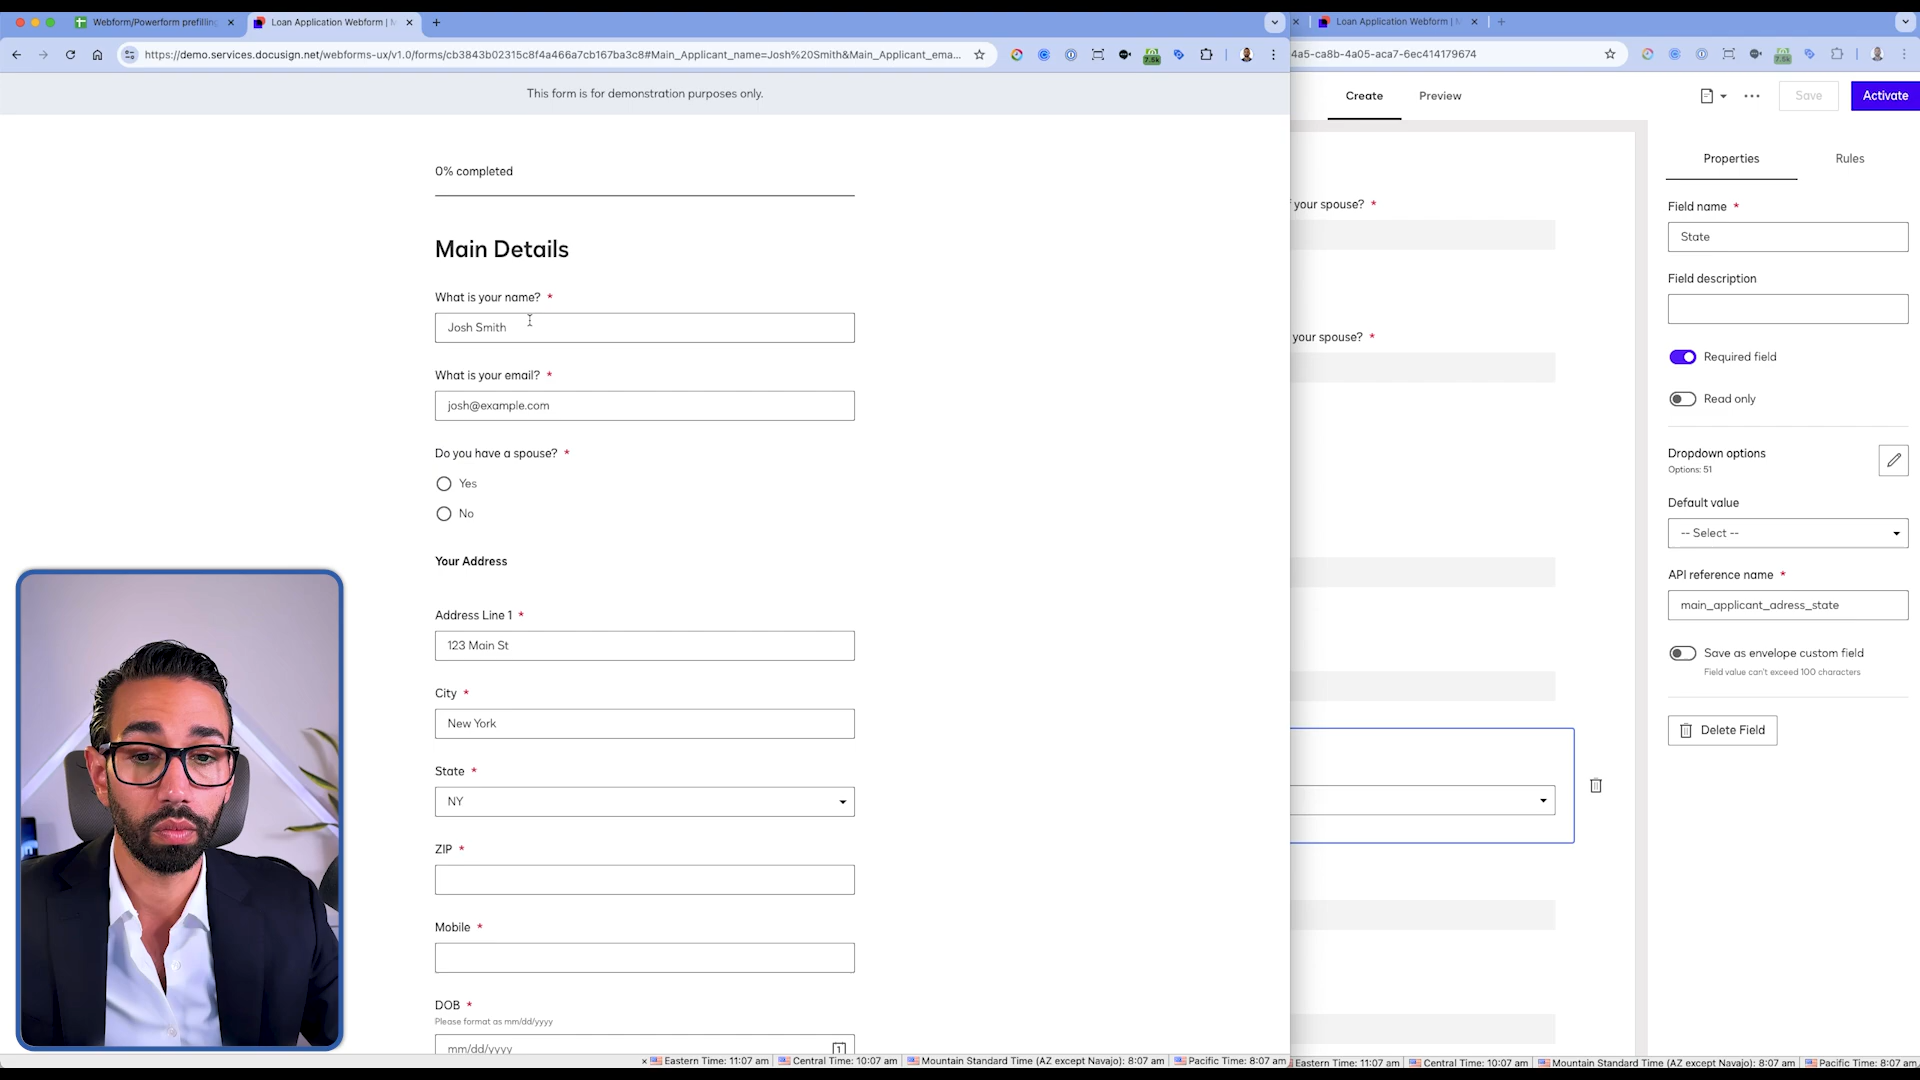 Webform/Powerform prefilling
Loan Application Webform | M
Loan Application Webform | M
https://demo.services.docusign.net/webforms-ux/v1.0/forms/cb3843b02315c8f4a466a7cb167ba3c8#Main_Applicant_name=Josh%20Smith&Main_Applicant_ema...
4a5-ca8b-4a05-aca7-6ec414179674
This form is for demonstration purposes only.
Create
Preview
Save
Activate
0% completed
Main Details
What is your name? *
Josh Smith
What is your email? *
josh@example.com
Do you have a spouse? *
Yes
No
Your Address
Address Line 1 *
123 Main St
City *
New York
State *
NY
ZIP *
Mobile *
DOB *
Please format as mm/dd/yyyy
mm/dd/yyyy
f your spouse? *
your spouse? *
Properties
Rules
Field name *
State
Field description
Required field
Read only
Dropdown options
Options: 51
Default value
-- Select --
API reference name *
main_applicant_adress_state
Save as envelope custom field
Field value can't exceed 100 characters
Delete Field
× Eastern Time: 11:07 am Central Time: 10:07 am Mountain Standard Time (AZ except Navajo): 8:07 am Pacific Time: 8:07 am
Eastern Time: 11:07 am Central Time: 10:07 am Mountain Standard Time (AZ except Navajo): 8:07 am Pacific Time: 8:07 am